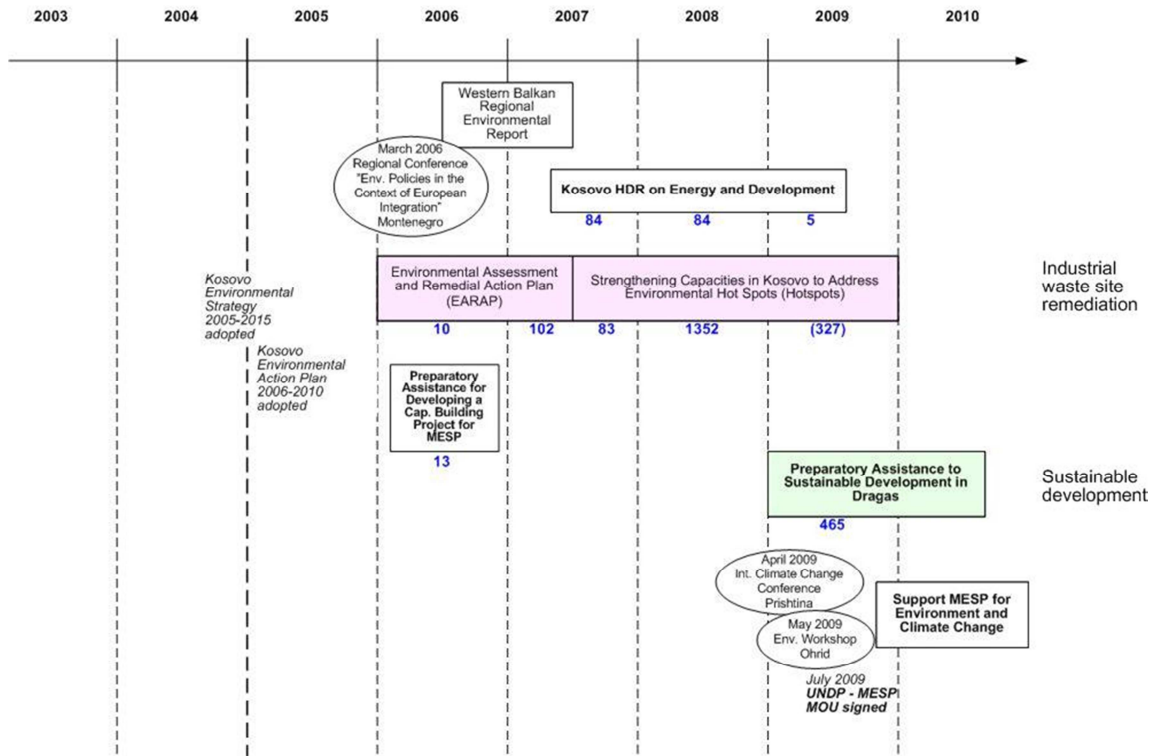 2003 2004 2005 2006 2007 2008 2009 2010
Western Balkan
Regional
Environmental
Report
March 2006
Regional Conference
"Env. Policies in the
Context of European
Integration"
Montenegro
Kosovo HDR on Energy and Development
84 84 5
Kosovo
Environmental
Strategy
2005-2015
adopted
Environmental Assessment
and Remedial Action Plan
(EARAP)
Strengthening Capacities in Kosovo to Address
Environmental Hot Spots (Hotspots)
Industrial
waste site
remediation
10 102 83 1352 (327)
Kosovo
Environmental
Action Plan
2006-2010
adopted
Preparatory
Assistance for
Developing a
Cap. Building
Project for
MESP
13
Preparatory Assistance to
Sustainable Development in
Dragas
Sustainable
development
465
April 2009
Int. Climate Change
Conference
Prishtina
May 2009
Env. Workshop
Ohrid
Support MESP for
Environment and
Climate Change
July 2009
UNDP - MESP
MOU signed